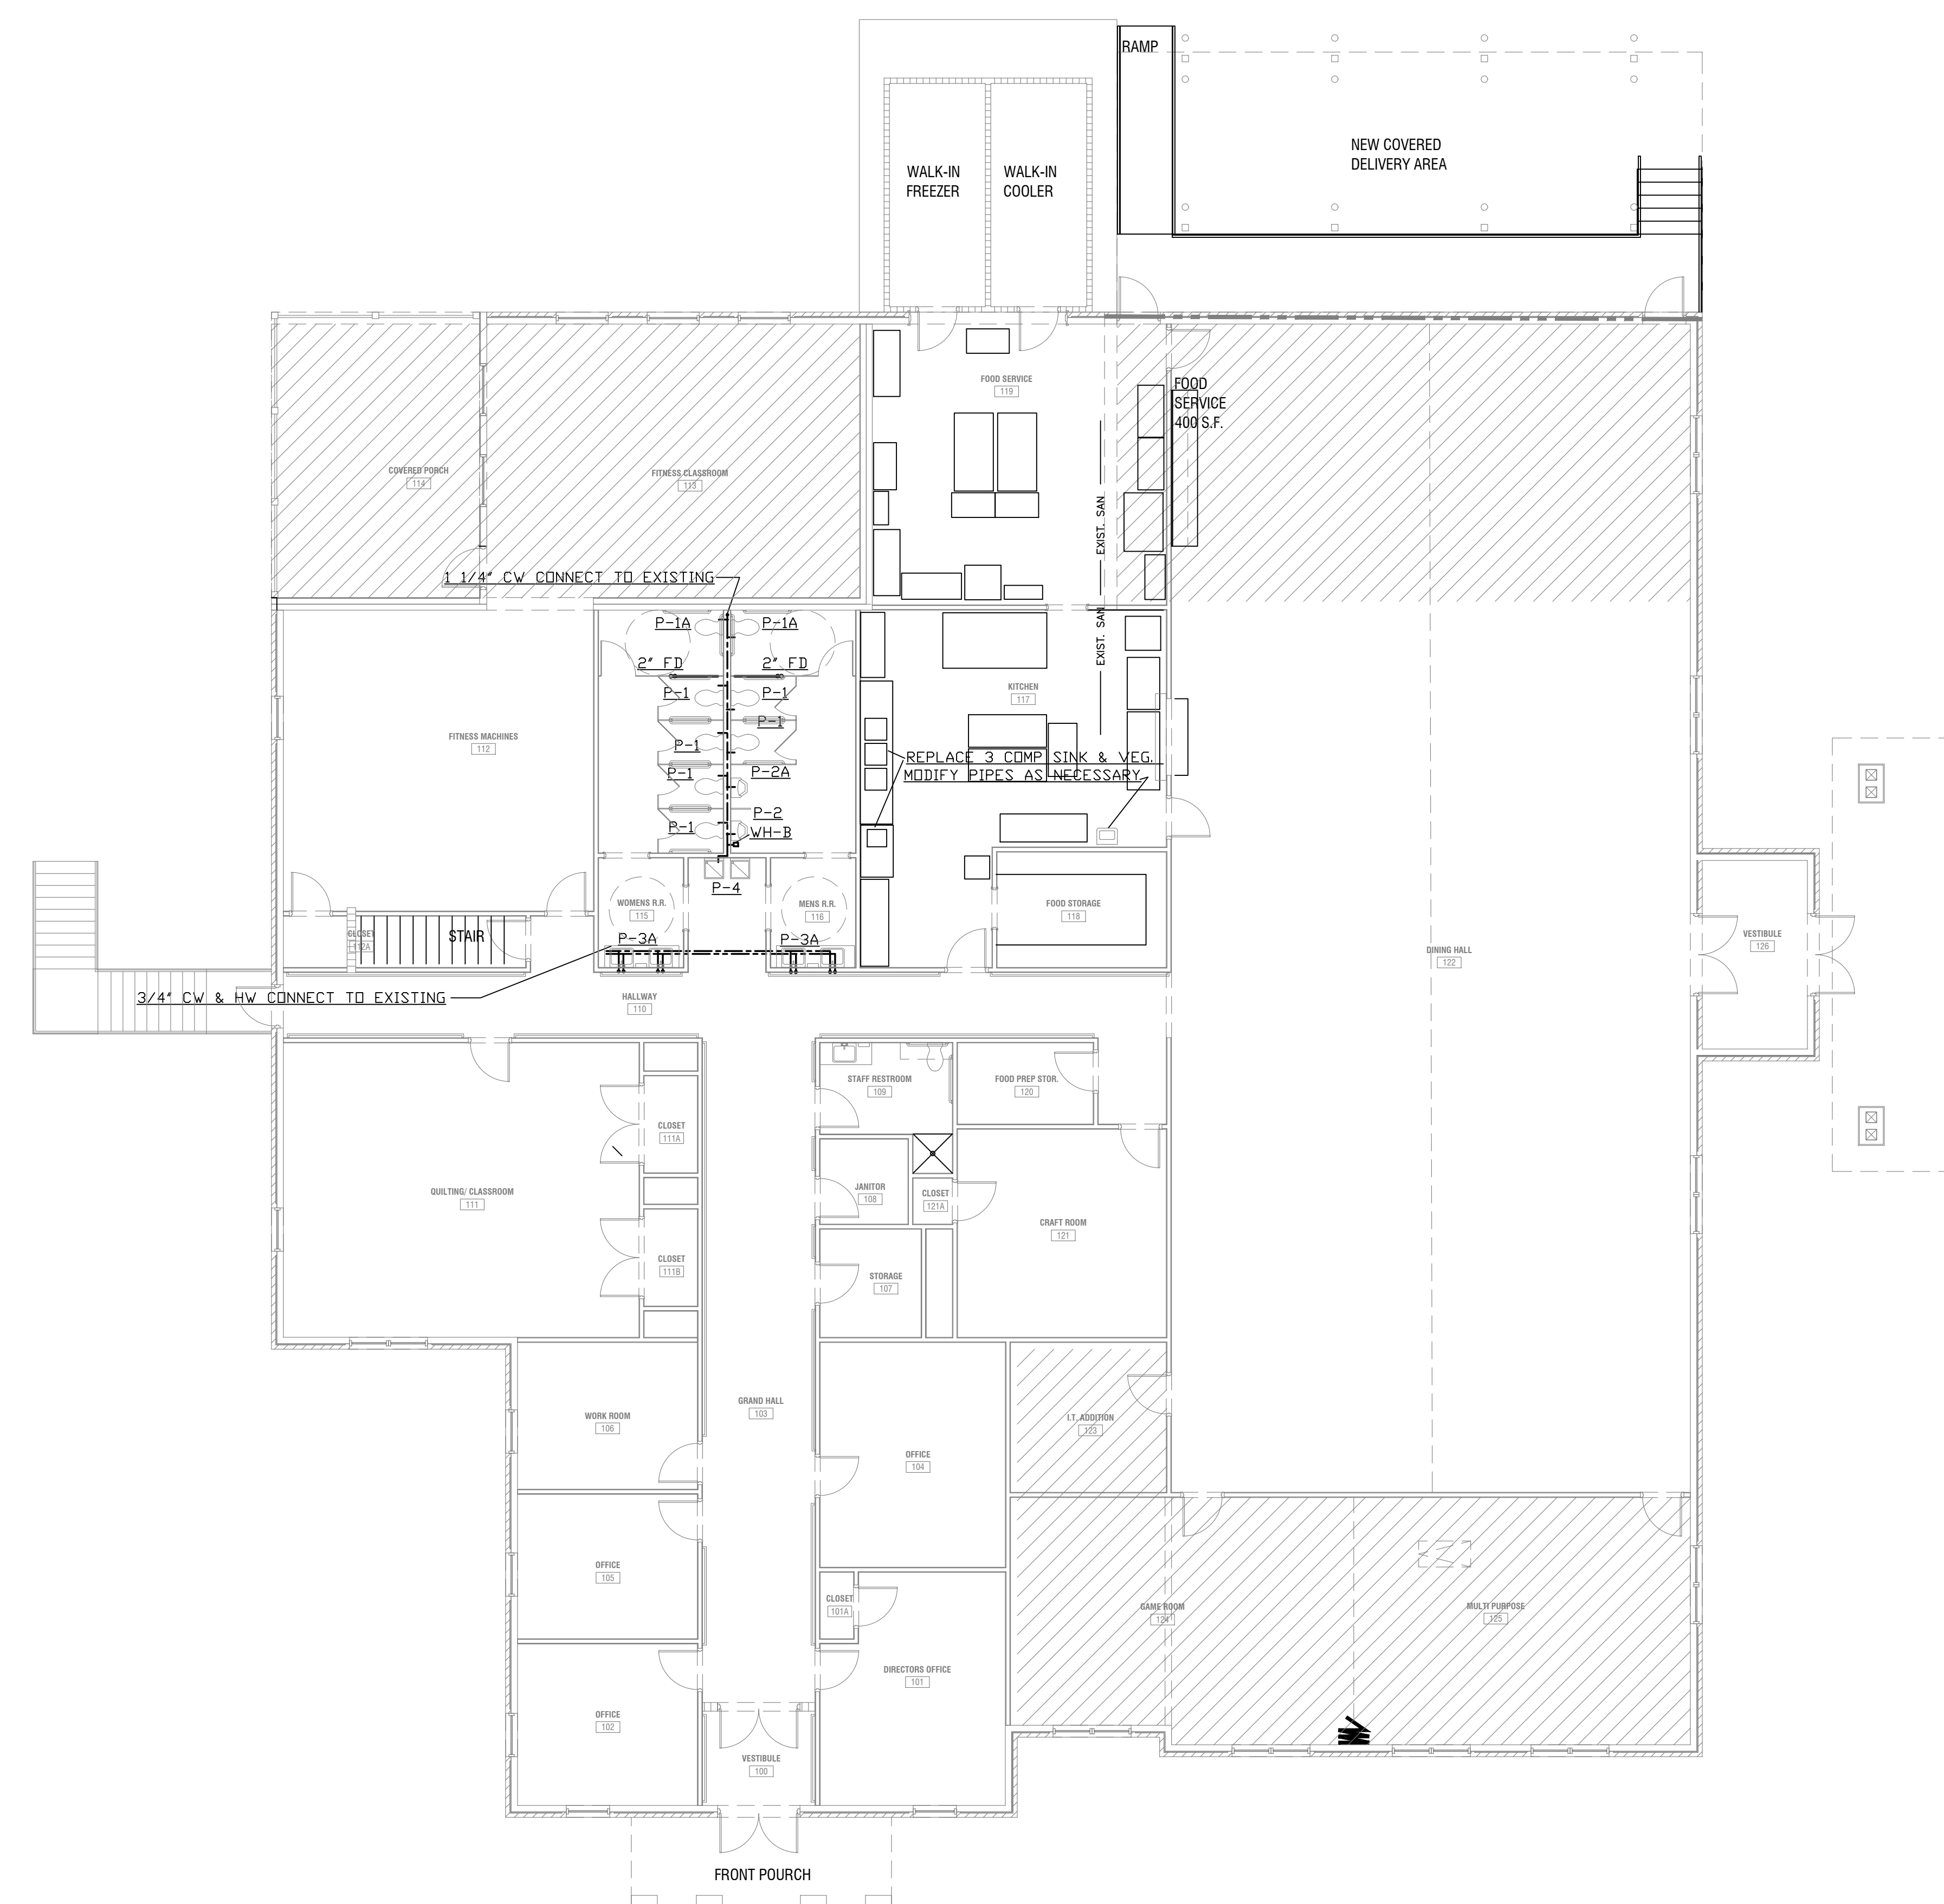 RAMP
NEW COVERED
DELIVERY AREA
WALK-IN
FREEZER
WALK-IN
COOLER
FOOD SERVICE
119
FOOD
SERVICE
400 S.F.
COVERED PORCH
114
FITNESS CLASSROOM
113
EXIST. SAN
EXIST. SAN
1 1/4" CW CONNECT TO EXISTING
P-1A
P-1A
2" FD
2" FD
P-1
P-1
P-1
P-1
P-1
P-2A
P-1
P-2
WH-B
P-4
KITCHEN
117
FITNESS MACHINES
112
REPLACE 3 COMP SINK & VEG.
MODIFY PIPES AS NECESSARY
WOMENS R.R.
115
MENS R.R.
116
FOOD STORAGE
118
CLOSET
112A
STAIR
P-3A
P-3A
DINING HALL
122
VESTIBULE
126
3/4" CW & HW CONNECT TO EXISTING
HALLWAY
110
STAFF RESTROOM
109
FOOD PREP STOR.
120
CLOSET
111A
QUILTING/ CLASSROOM
111
JANITOR
108
CLOSET
121A
CRAFT ROOM
121
CLOSET
111B
STORAGE
107
GRAND HALL
103
WORK ROOM
106
I.T. ADDITION
123
OFFICE
104
OFFICE
105
CLOSET
101A
GAME ROOM
124
MULTI PURPOSE
125
DIRECTORS OFFICE
101
OFFICE
102
VESTIBULE
100
FRONT POURCH